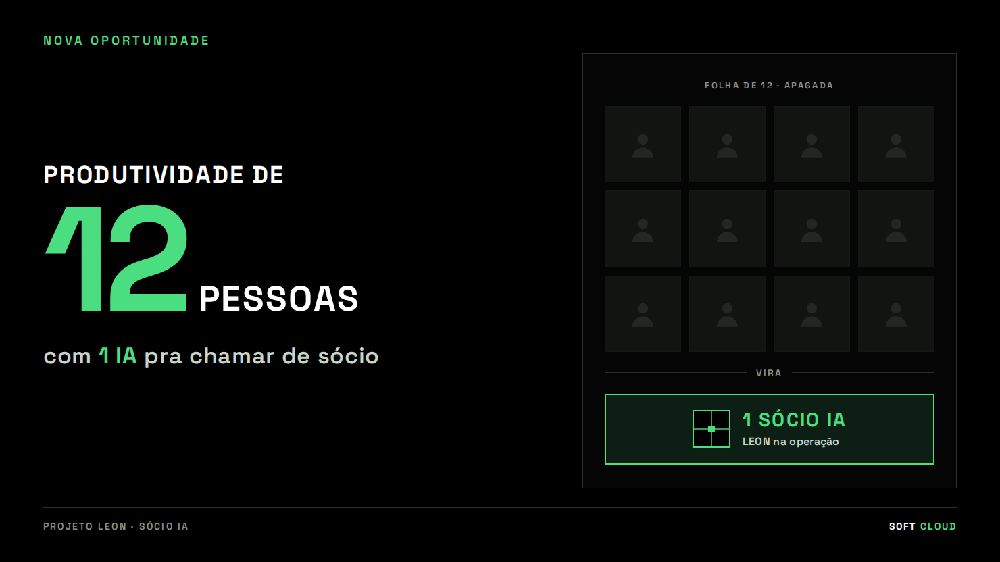 NOVA OPORTUNIDADE
PRODUTIVIDADE DE
12 PESSOAS
com 1 IA pra chamar de sócio
FOLHA DE 12 · APAGADA
VIRA
1 SÓCIO IA
LEON na operação
PROJETO LEON · SÓCIO IA
SOFT CLOUD